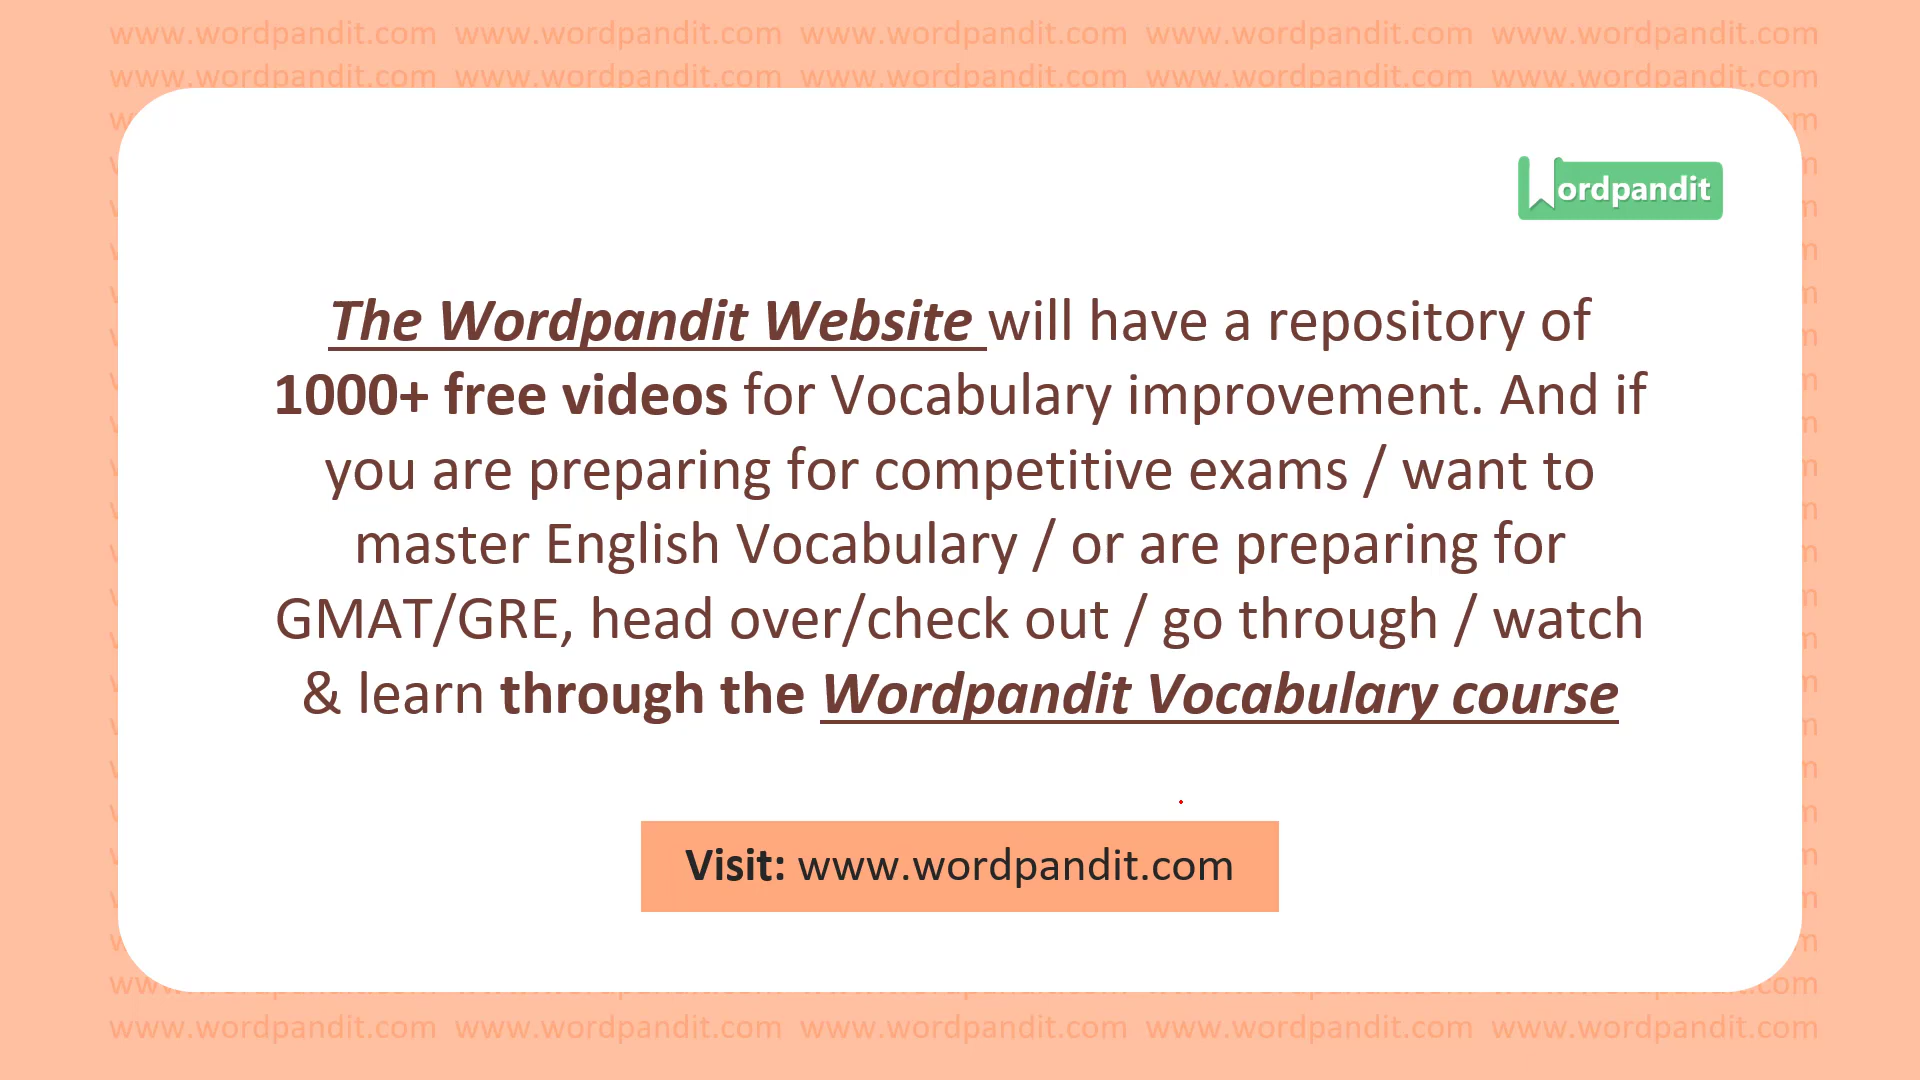 www.wordpandit.com www.wordpandit.com www.wordpandit.com www.wordpandit.com www.wordpandit.com
www.wordpandit.com www.wordpandit.com www.wordpandit.com www.wordpandit.com www.wordpandit.com
Wordpandit
The Wordpandit Website will have a repository of
1000+ free videos for Vocabulary improvement. And if
you are preparing for competitive exams / want to
master English Vocabulary / or are preparing for
GMAT/GRE, head over/check out / go through / watch
& learn through the Wordpandit Vocabulary course
Visit: www.wordpandit.com
www.wordpandit.com www.wordpandit.com www.wordpandit.com www.wordpandit.com www.wordpandit.com